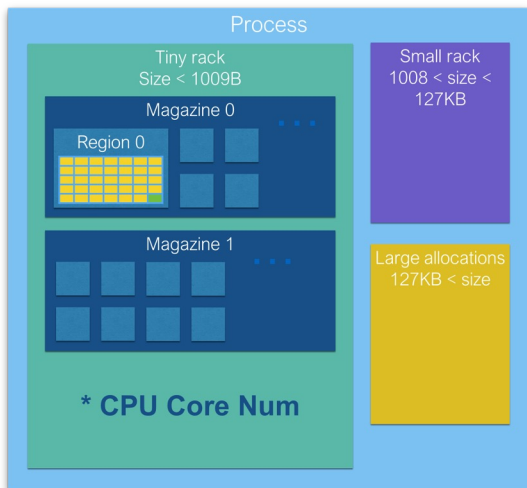 Process
Tiny rack
Size < 1009B
Magazine 0
Region 0
Magazine 1
* CPU Core Num
Small rack
1008 < size <
127KB
Large allocations
127KB < size